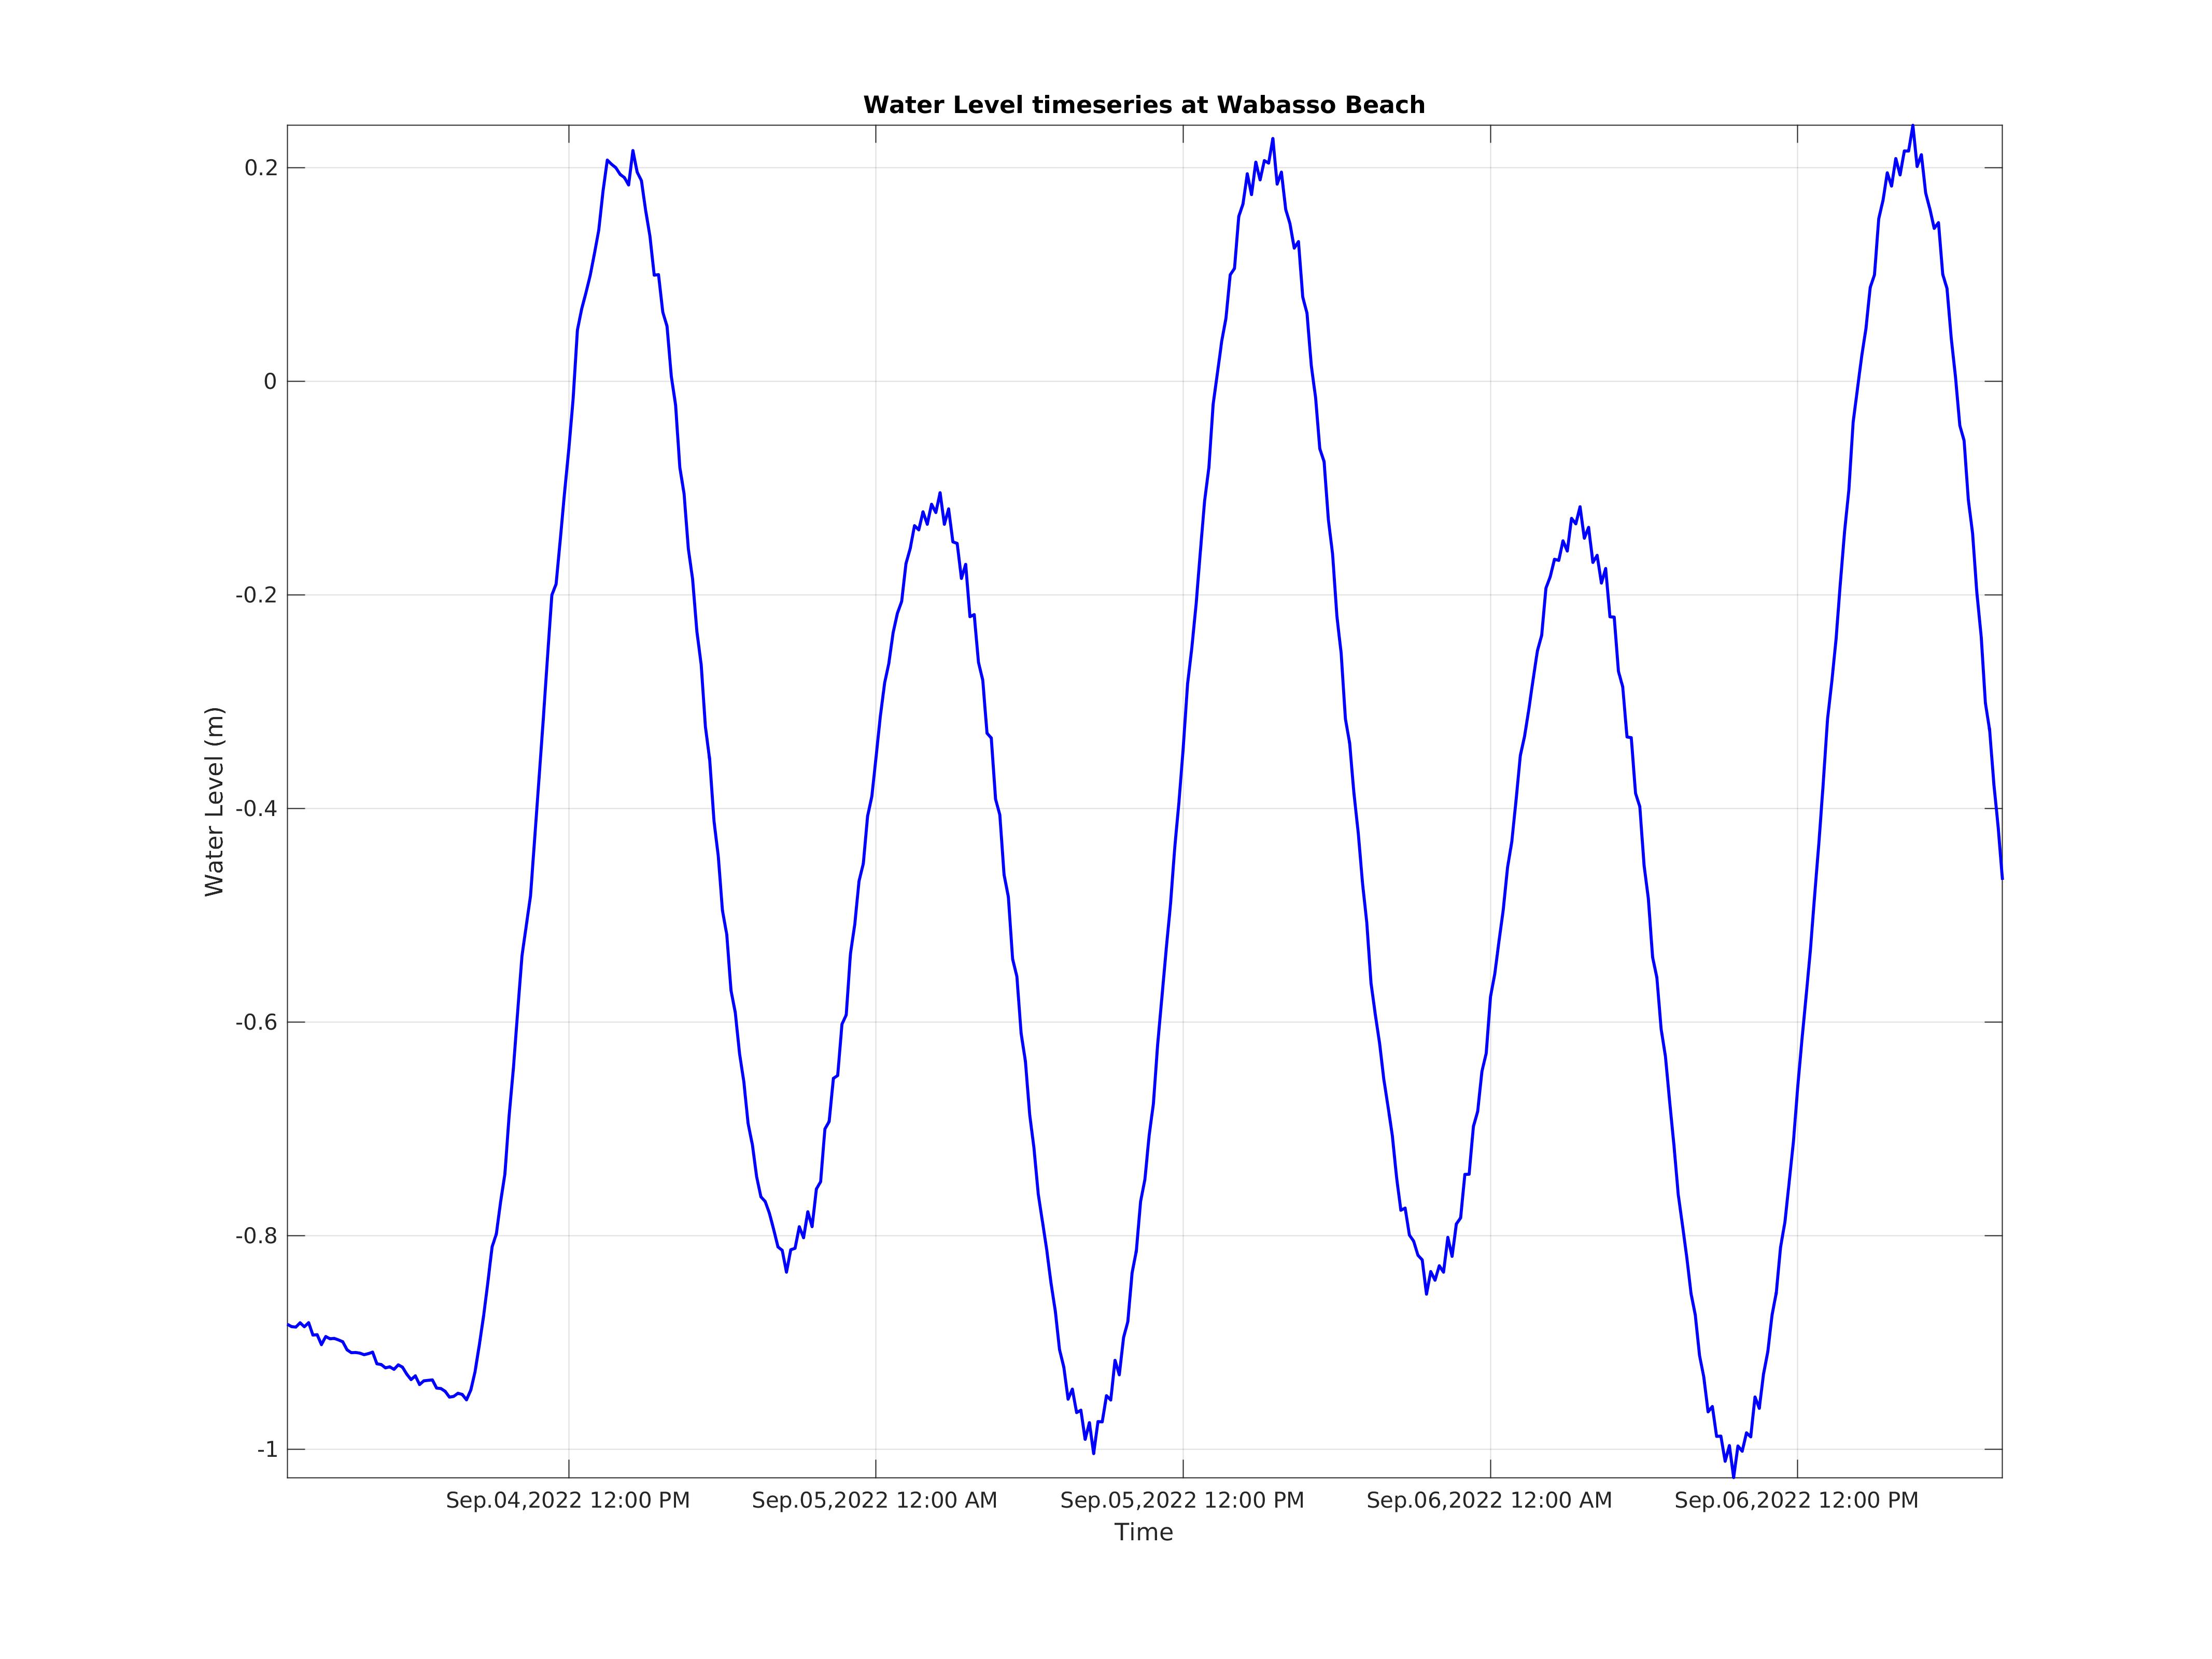 Water Level timeseries at Wabasso Beach
0.2
0
-0.2
-0.4
-0.6
-0.8
-1
Water Level (m)
Sep.04,2022 12:00 PM
Sep.05,2022 12:00 AM
Sep.05,2022 12:00 PM
Sep.06,2022 12:00 AM
Sep.06,2022 12:00 PM
Time